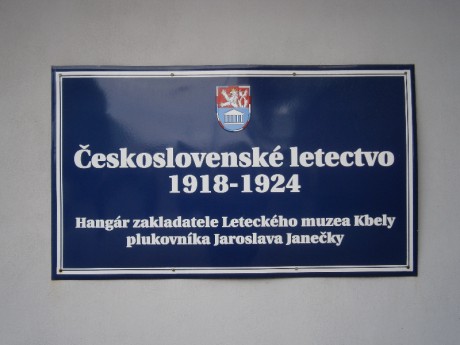 Československé letectvo
1918-1924
Hangár zakladatele Leteckého muzea Kbely
plukovníka Jaroslava Janečky